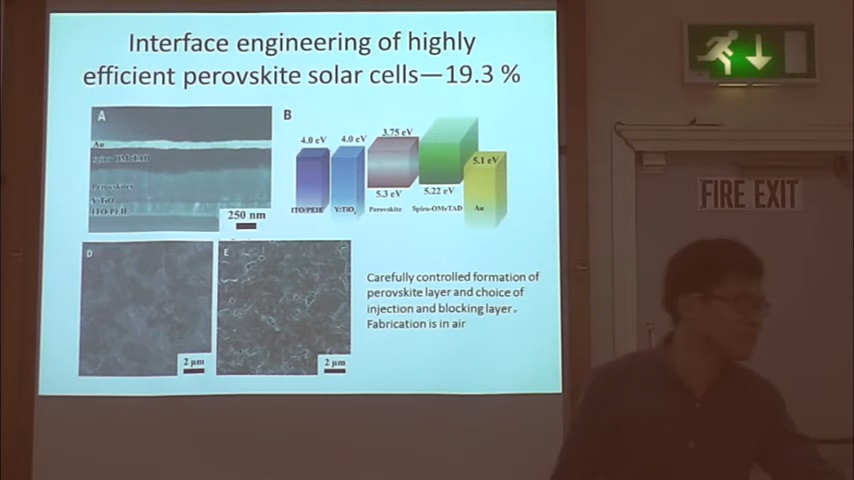 Interface engineering of highly
efficient perovskite solar cells—19.3 %
A
Au
spiro-OMeTAD
Perovskites
Y:TiO
ITO/PEIE
250 nm
B
4.0 eV 4.0 eV 3.75 eV
5.1 eV
5.3 eV 5.22 eV
ITO/PEIE Y:TiO₂ Perovskite Spiro-OMeTAD Au
D
2 µm
E
2 µm
Carefully controlled formation of
perovskite layer and choice of
injection and blocking layer.
Fabrication is in air
FIRE EXIT